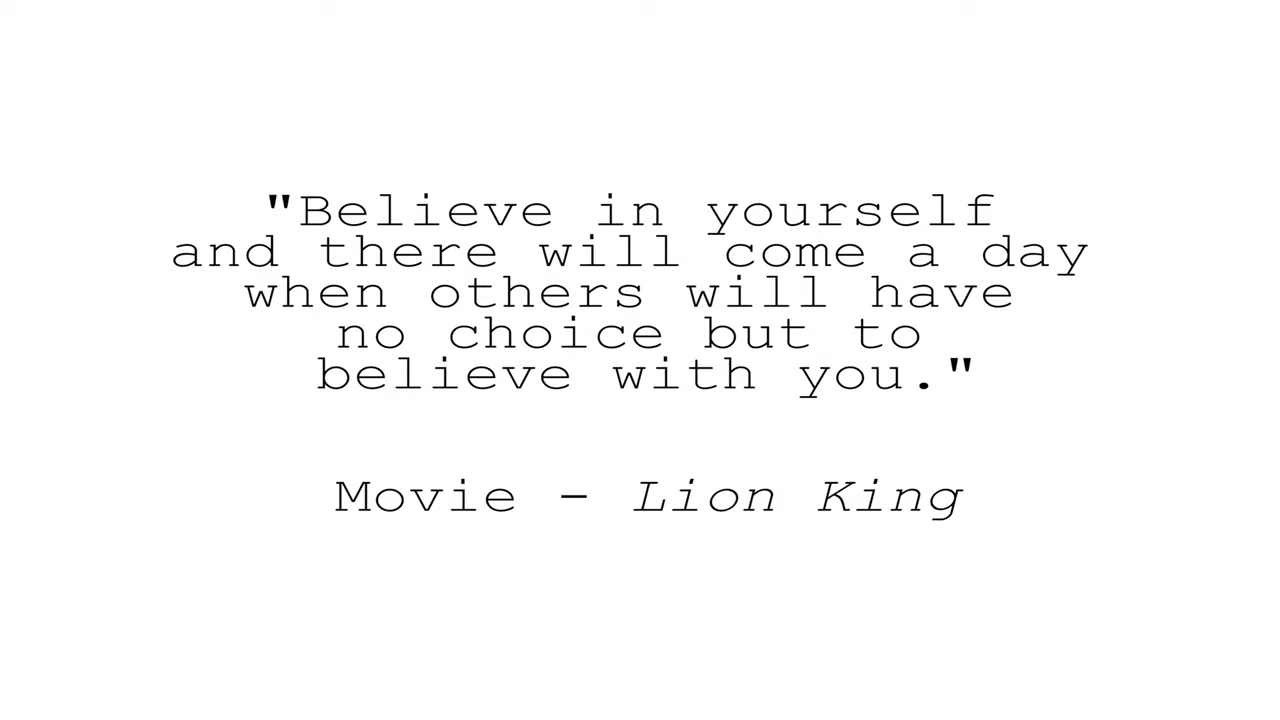 "Believe in yourself
and there will come a day
when others will have
no choice but to
believe with you."
Movie - Lion King